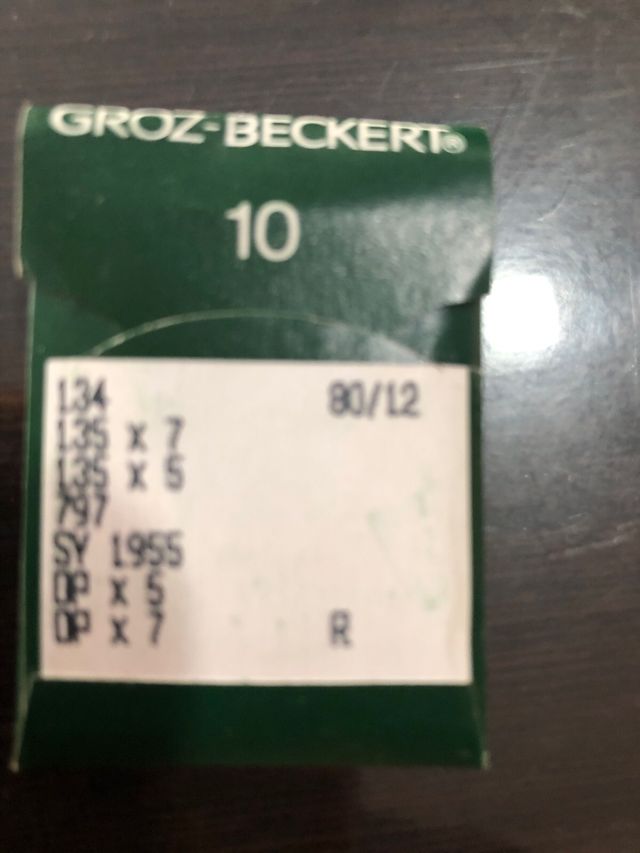 GROZ-BECKERT®
10
134 80/12
135 X 7
135 X 5
797
SY 1955
DP X 5
DP X 7 R